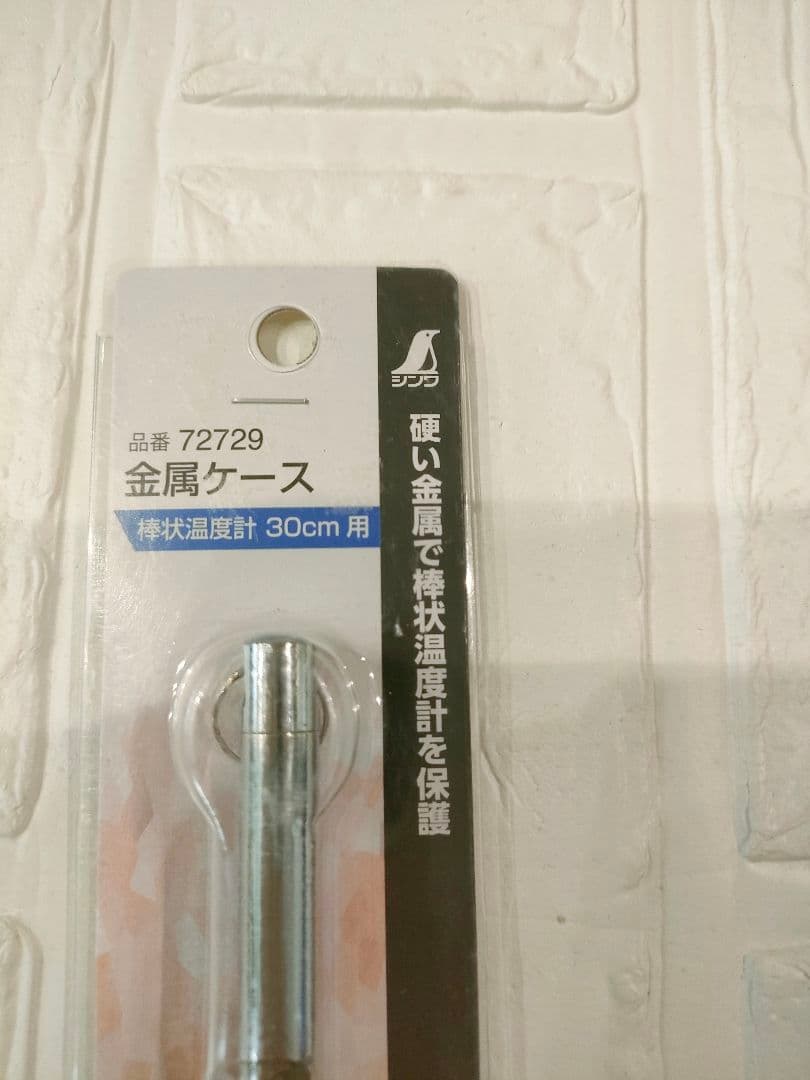 シンワ
品番 72729
金属ケース
棒状温度計 30cm 用
硬い金属で棒状温度計を保護